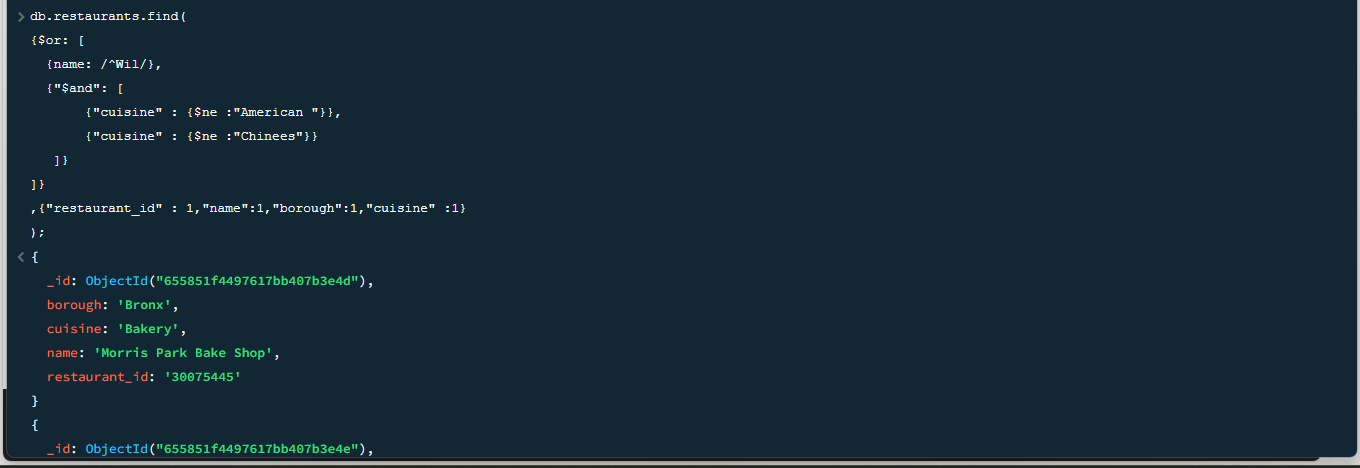 > db.restaurants.find(
{$or: [
{name: /^Wil/},
{"$and": [
{"cuisine" : {$ne :"American "}},
{"cuisine" : {$ne :"Chinees"}}
]}
]}
,{"restaurant_id" : 1,"name":1,"borough":1,"cuisine" :1}
);
< {
_id: ObjectId("655851f4497617bb407b3e4d"),
borough: 'Bronx',
cuisine: 'Bakery',
name: 'Morris Park Bake Shop',
restaurant_id: '30075445'
}
{
_id: ObjectId("655851f4497617bb407b3e4e"),